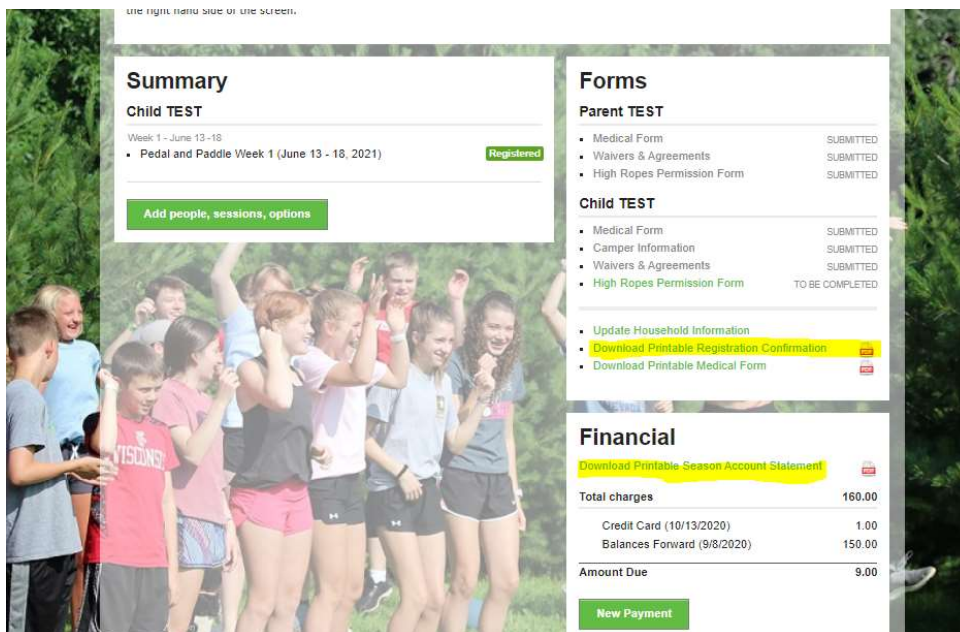 the right hand side of the screen.
Summary
Child TEST
Week 1 - June 13 -18
Pedal and Paddle Week 1 (June 13 - 18, 2021) Registered
Add people, sessions, options
Forms
Parent TEST
Medical Form SUBMITTED
Waivers & Agreements SUBMITTED
High Ropes Permission Form SUBMITTED
Child TEST
Medical Form SUBMITTED
Camper Information SUBMITTED
Waivers & Agreements SUBMITTED
High Ropes Permission Form TO BE COMPLETED
Update Household Information
Download Printable Registration Confirmation PDF
Download Printable Medical Form PDF
Financial
Download Printable Season Account Statement PDF
Total charges 160.00
Credit Card (10/13/2020) 1.00
Balances Forward (9/8/2020) 150.00
Amount Due 9.00
New Payment